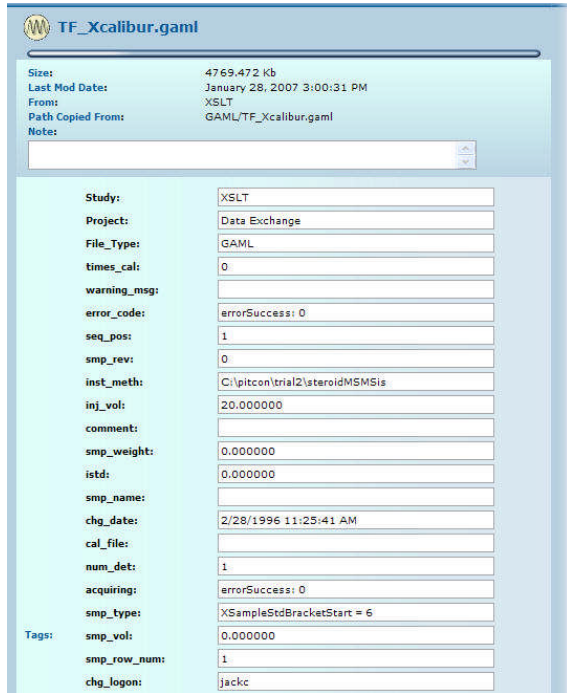 TF_Xcalibur.gaml
Size: 4769.472 Kb
Last Mod Date: January 28, 2007 3:00:31 PM
From: XSLT
Path Copied From: GAML/TF_Xcalibur.gaml
Note:
Study: XSLT
Project: Data Exchange
File_Type: GAML
times_cal: 0
warning_msg:
error_code: errorSuccess: 0
seq_pos: 1
smp_rev: 0
inst_meth: C:\pitcon\trial2\steroidMSMSis
inj_vol: 20.000000
comment:
smp_weight: 0.000000
istd: 0.000000
smp_name:
chg_date: 2/28/1996 11:25:41 AM
cal_file:
num_det: 1
acquiring: errorSuccess: 0
smp_type: XSampleStdBracketStart = 6
Tags: smp_vol: 0.000000
smp_row_num: 1
chg_logon: jackc